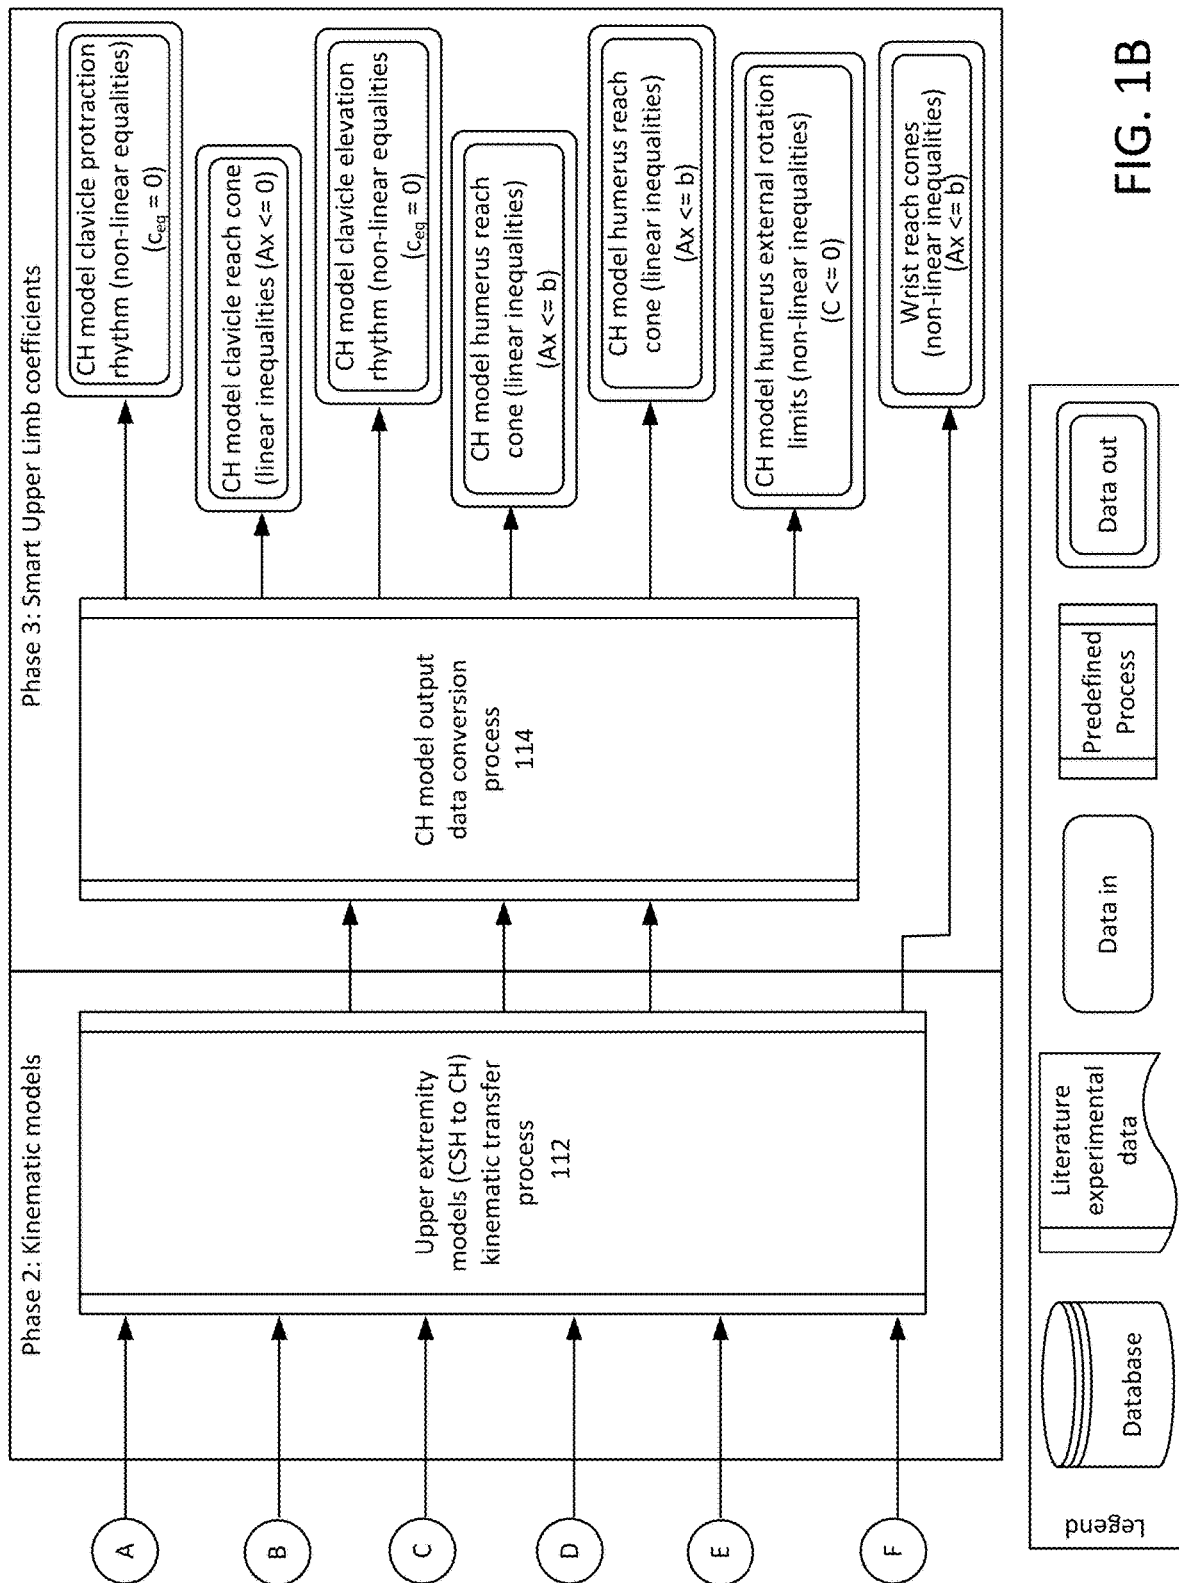 Phase 2: Kinematic models
Phase 3: Smart Upper Limb coefficients
A
B
C
D
E
F
Upper extremity
models (CSH to CH)
kinematic transfer
process
112
CH model output
data conversion
process
114
CH model clavicle protraction
rhythm (non-linear equalities)
(ceq = 0)
CH model clavicle reach cone
(linear inequalities (Ax <= 0)
CH model clavicle elevation
rhythm (non-linear equalities)
(ceq = 0)
CH model humerus reach
cone (linear inequalities)
(Ax <= b)
CH model humerus reach
cone (linear inequalities)
(Ax <= b)
CH model humerus external rotation
limits (non-linear inequalities)
(C <= 0)
Wrist reach cones
(non-linear inequalities)
(Ax <= b)
Legend
Database
Literature
experimental
data
Data in
Predefined
Process
Data out
FIG. 1B